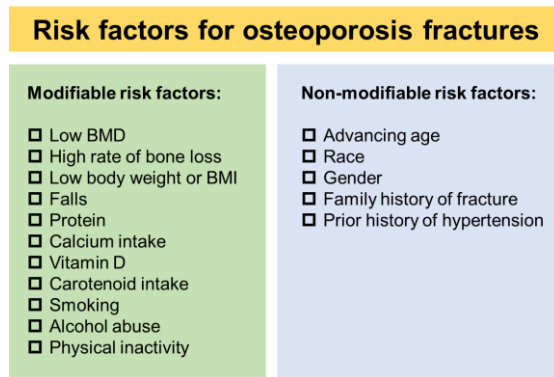 Risk factors for osteoporosis fractures
Modifiable risk factors:
Low BMD
High rate of bone loss
Low body weight or BMI
Falls
Protein
Calcium intake
Vitamin D
Carotenoid intake
Smoking
Alcohol abuse
Physical inactivity
Non-modifiable risk factors:
Advancing age
Race
Gender
Family history of fracture
Prior history of hypertension